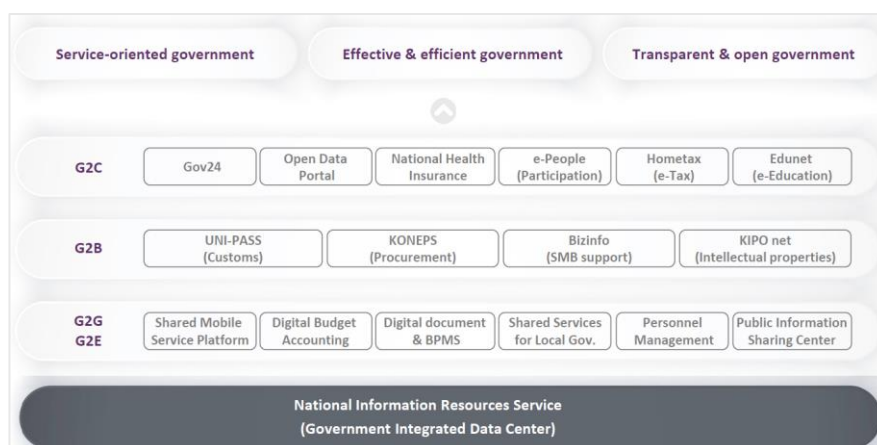 Service-oriented government
Effective & efficient government
Transparent & open government
G2C
Gov24
Open Data
Portal
National Health
Insurance
e-People
(Participation)
Hometax
(e-Tax)
Edunet
(e-Education)
G2B
UNI-PASS
(Customs)
KONEPS
(Procurement)
Bizinfo
(SMB support)
KIPO net
(Intellectual properties)
G2G
G2E
Shared Mobile
Service Platform
Digital Budget
Accounting
Digital document
& BPMS
Shared Services
for Local Gov.
Personnel
Management
Public Information
Sharing Center
National Information Resources Service
(Government Integrated Data Center)